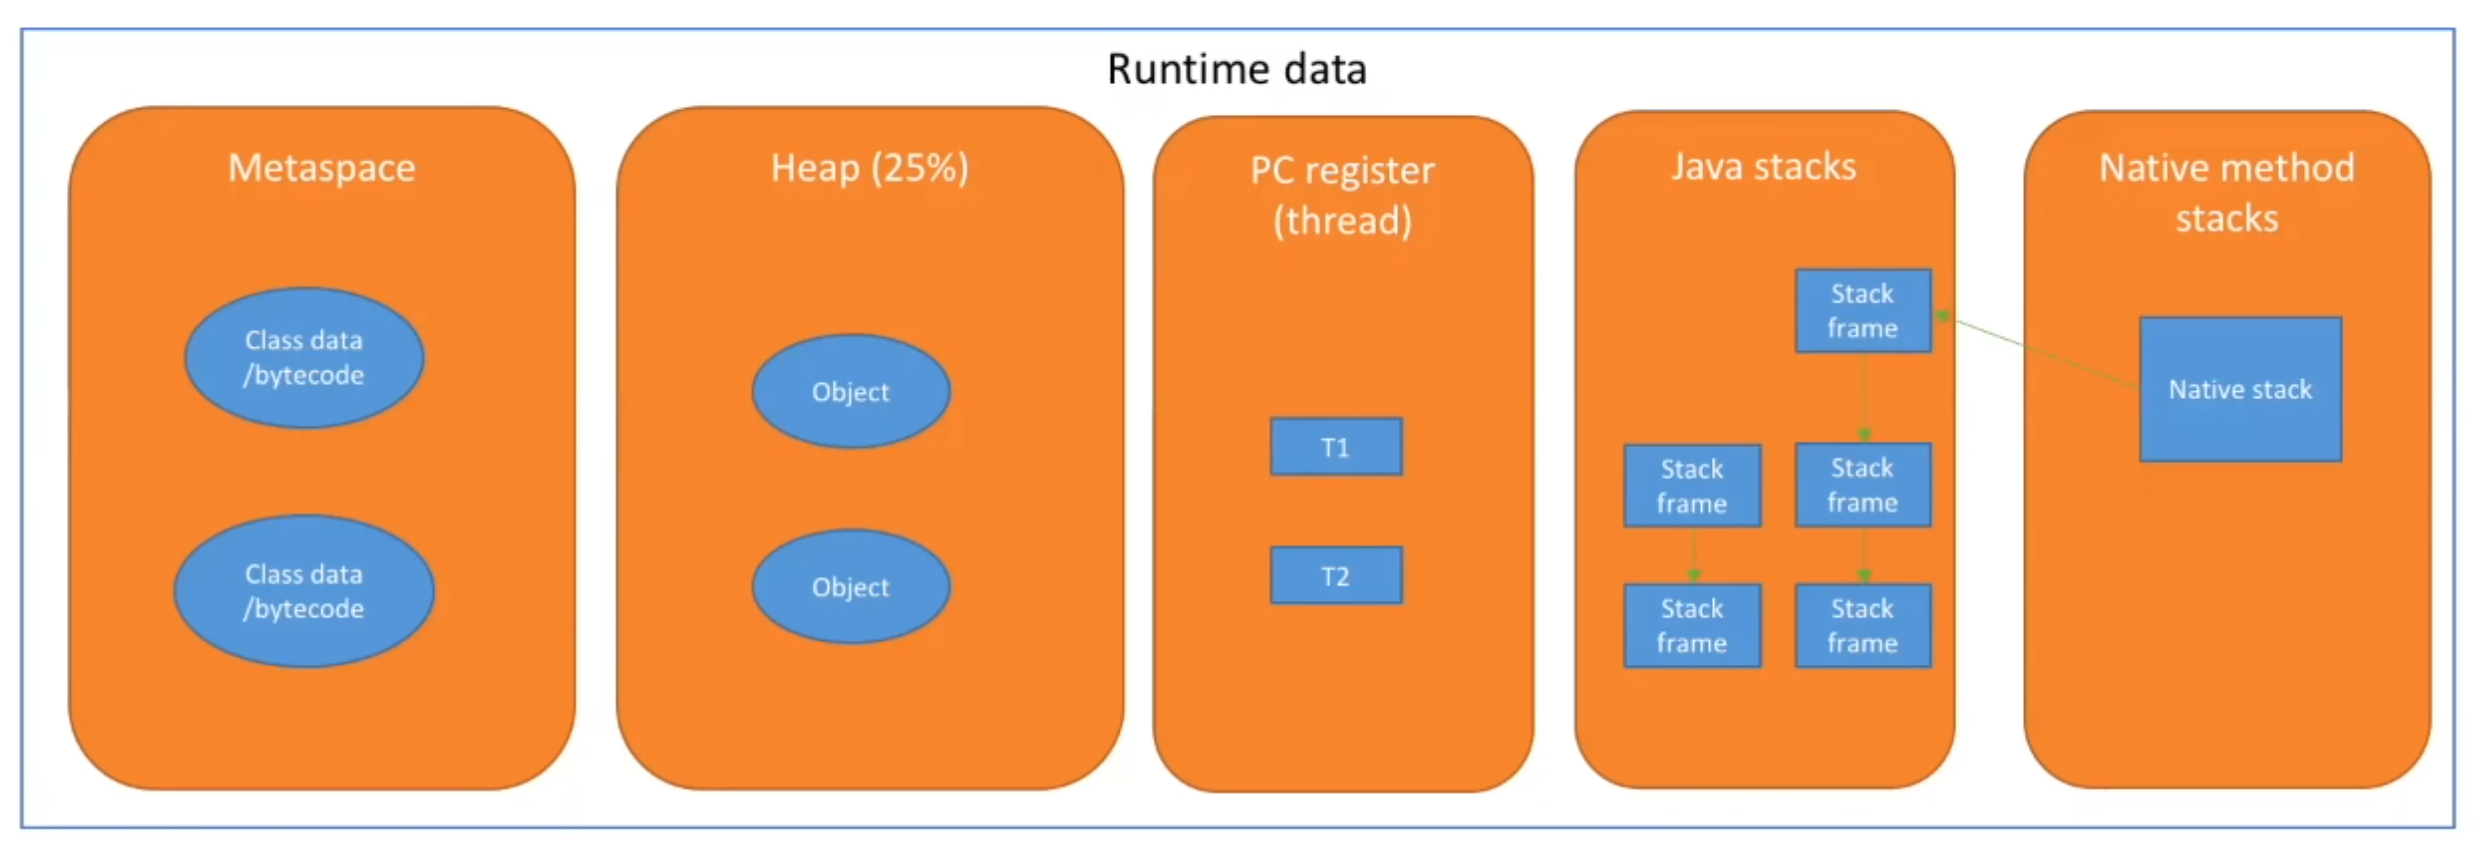 Runtime data
Metaspace
Class data
/bytecode
Class data
/bytecode
Heap (25%)
Object
Object
PC register
(thread)
T1
T2
Java stacks
Stack
frame
Stack
frame
Stack
frame
Stack
frame
Stack
frame
Native method
stacks
Native stack